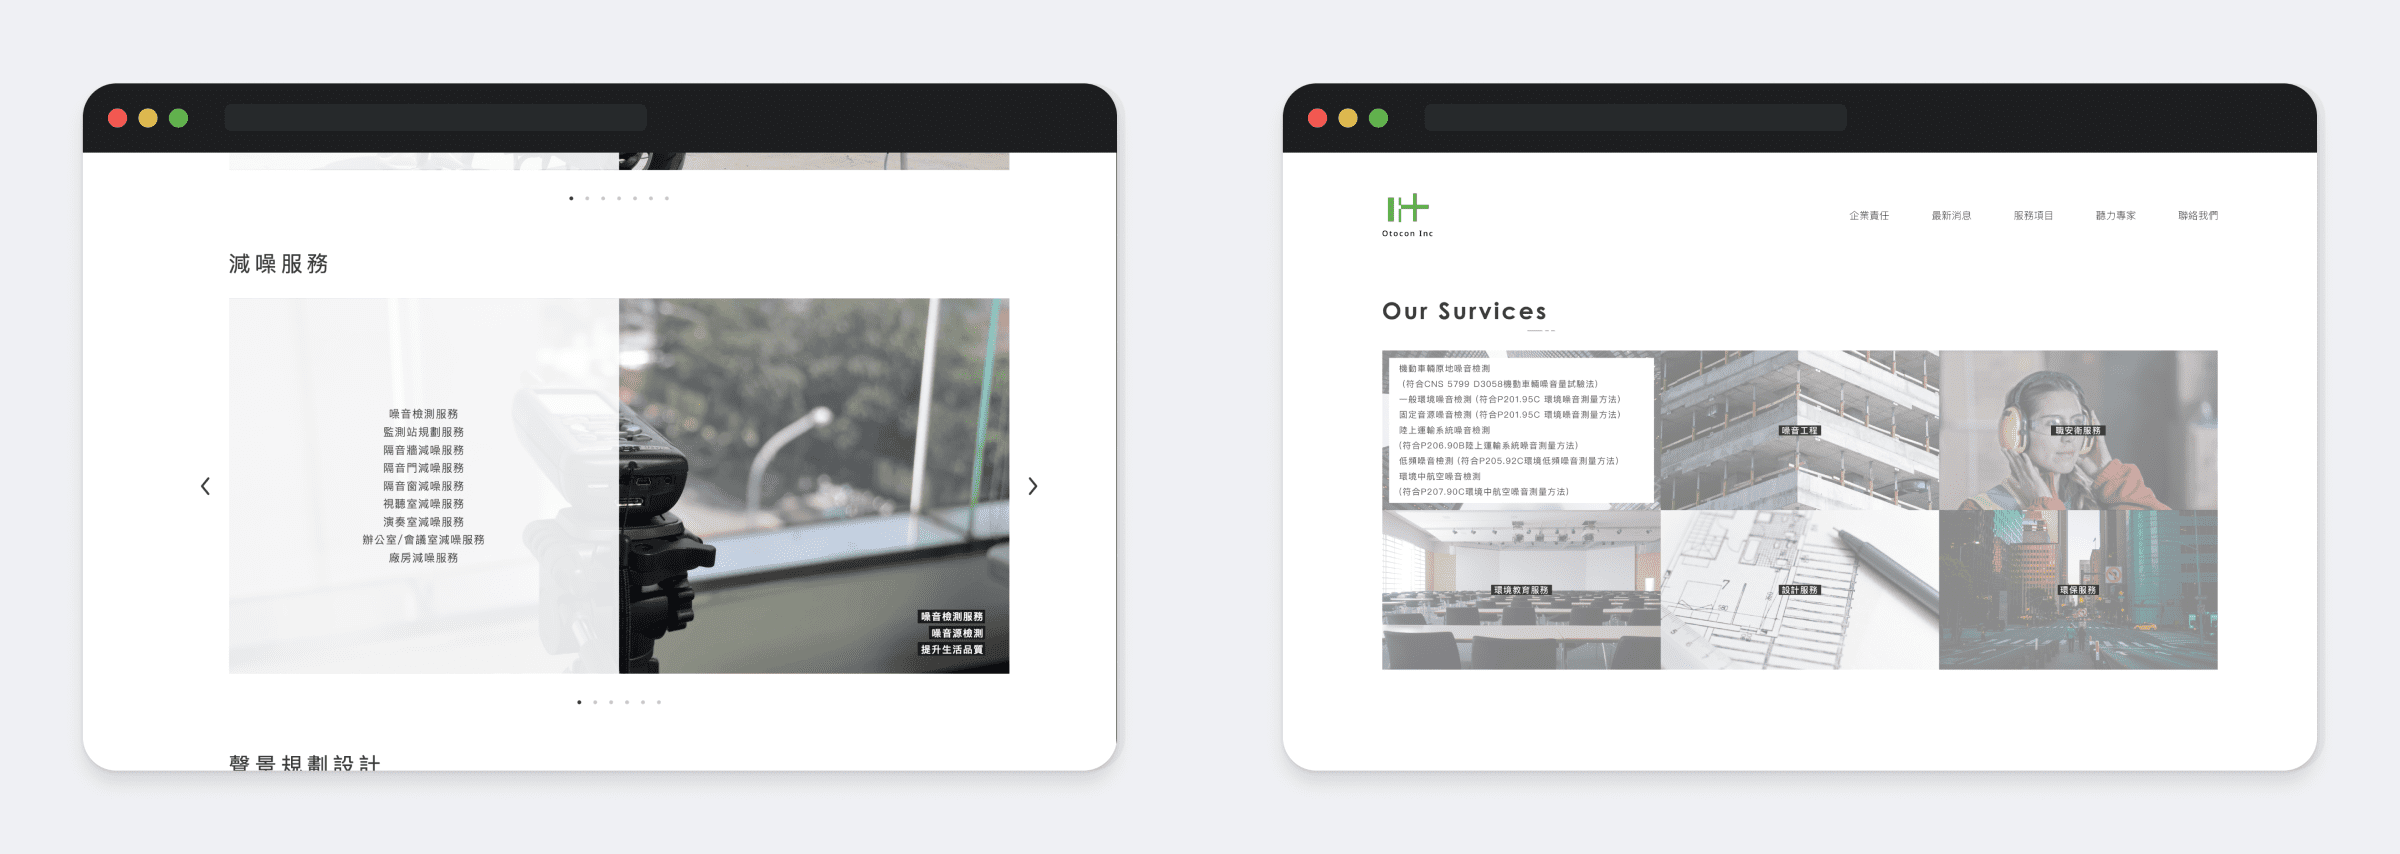 減噪服務
噪音檢測服務
監測站規劃服務
隔音牆減噪服務
隔音門減噪服務
隔音窗減噪服務
視聽室減噪服務
演奏室減噪服務
辦公室/會議室減噪服務
廠房減噪服務
噪音檢測服務
噪音源檢測
提升生活品質
聲景規劃設計
Otocon Inc
企業責任
最新消息
服務項目
聽力專家
聯絡我們
Our Survices
機動車輛原地噪音檢測
(符合CNS 5799 D3058機動車輛噪音量試驗法)
一般環境噪音檢測 (符合P201.95C 環境噪音測量方法)
固定音源噪音檢測 (符合P201.95C 環境噪音測量方法)
陸上運輸系統噪音檢測
(符合P206.90B陸上運輸系統噪音測量方法)
低頻噪音檢測 (符合P205.92C環境低頻噪音測量方法)
環境中航空噪音檢測
(符合P207.90C環境中航空噪音測量方法)
噪音工程
職安衛服務
環境教育服務
設計服務
環保服務